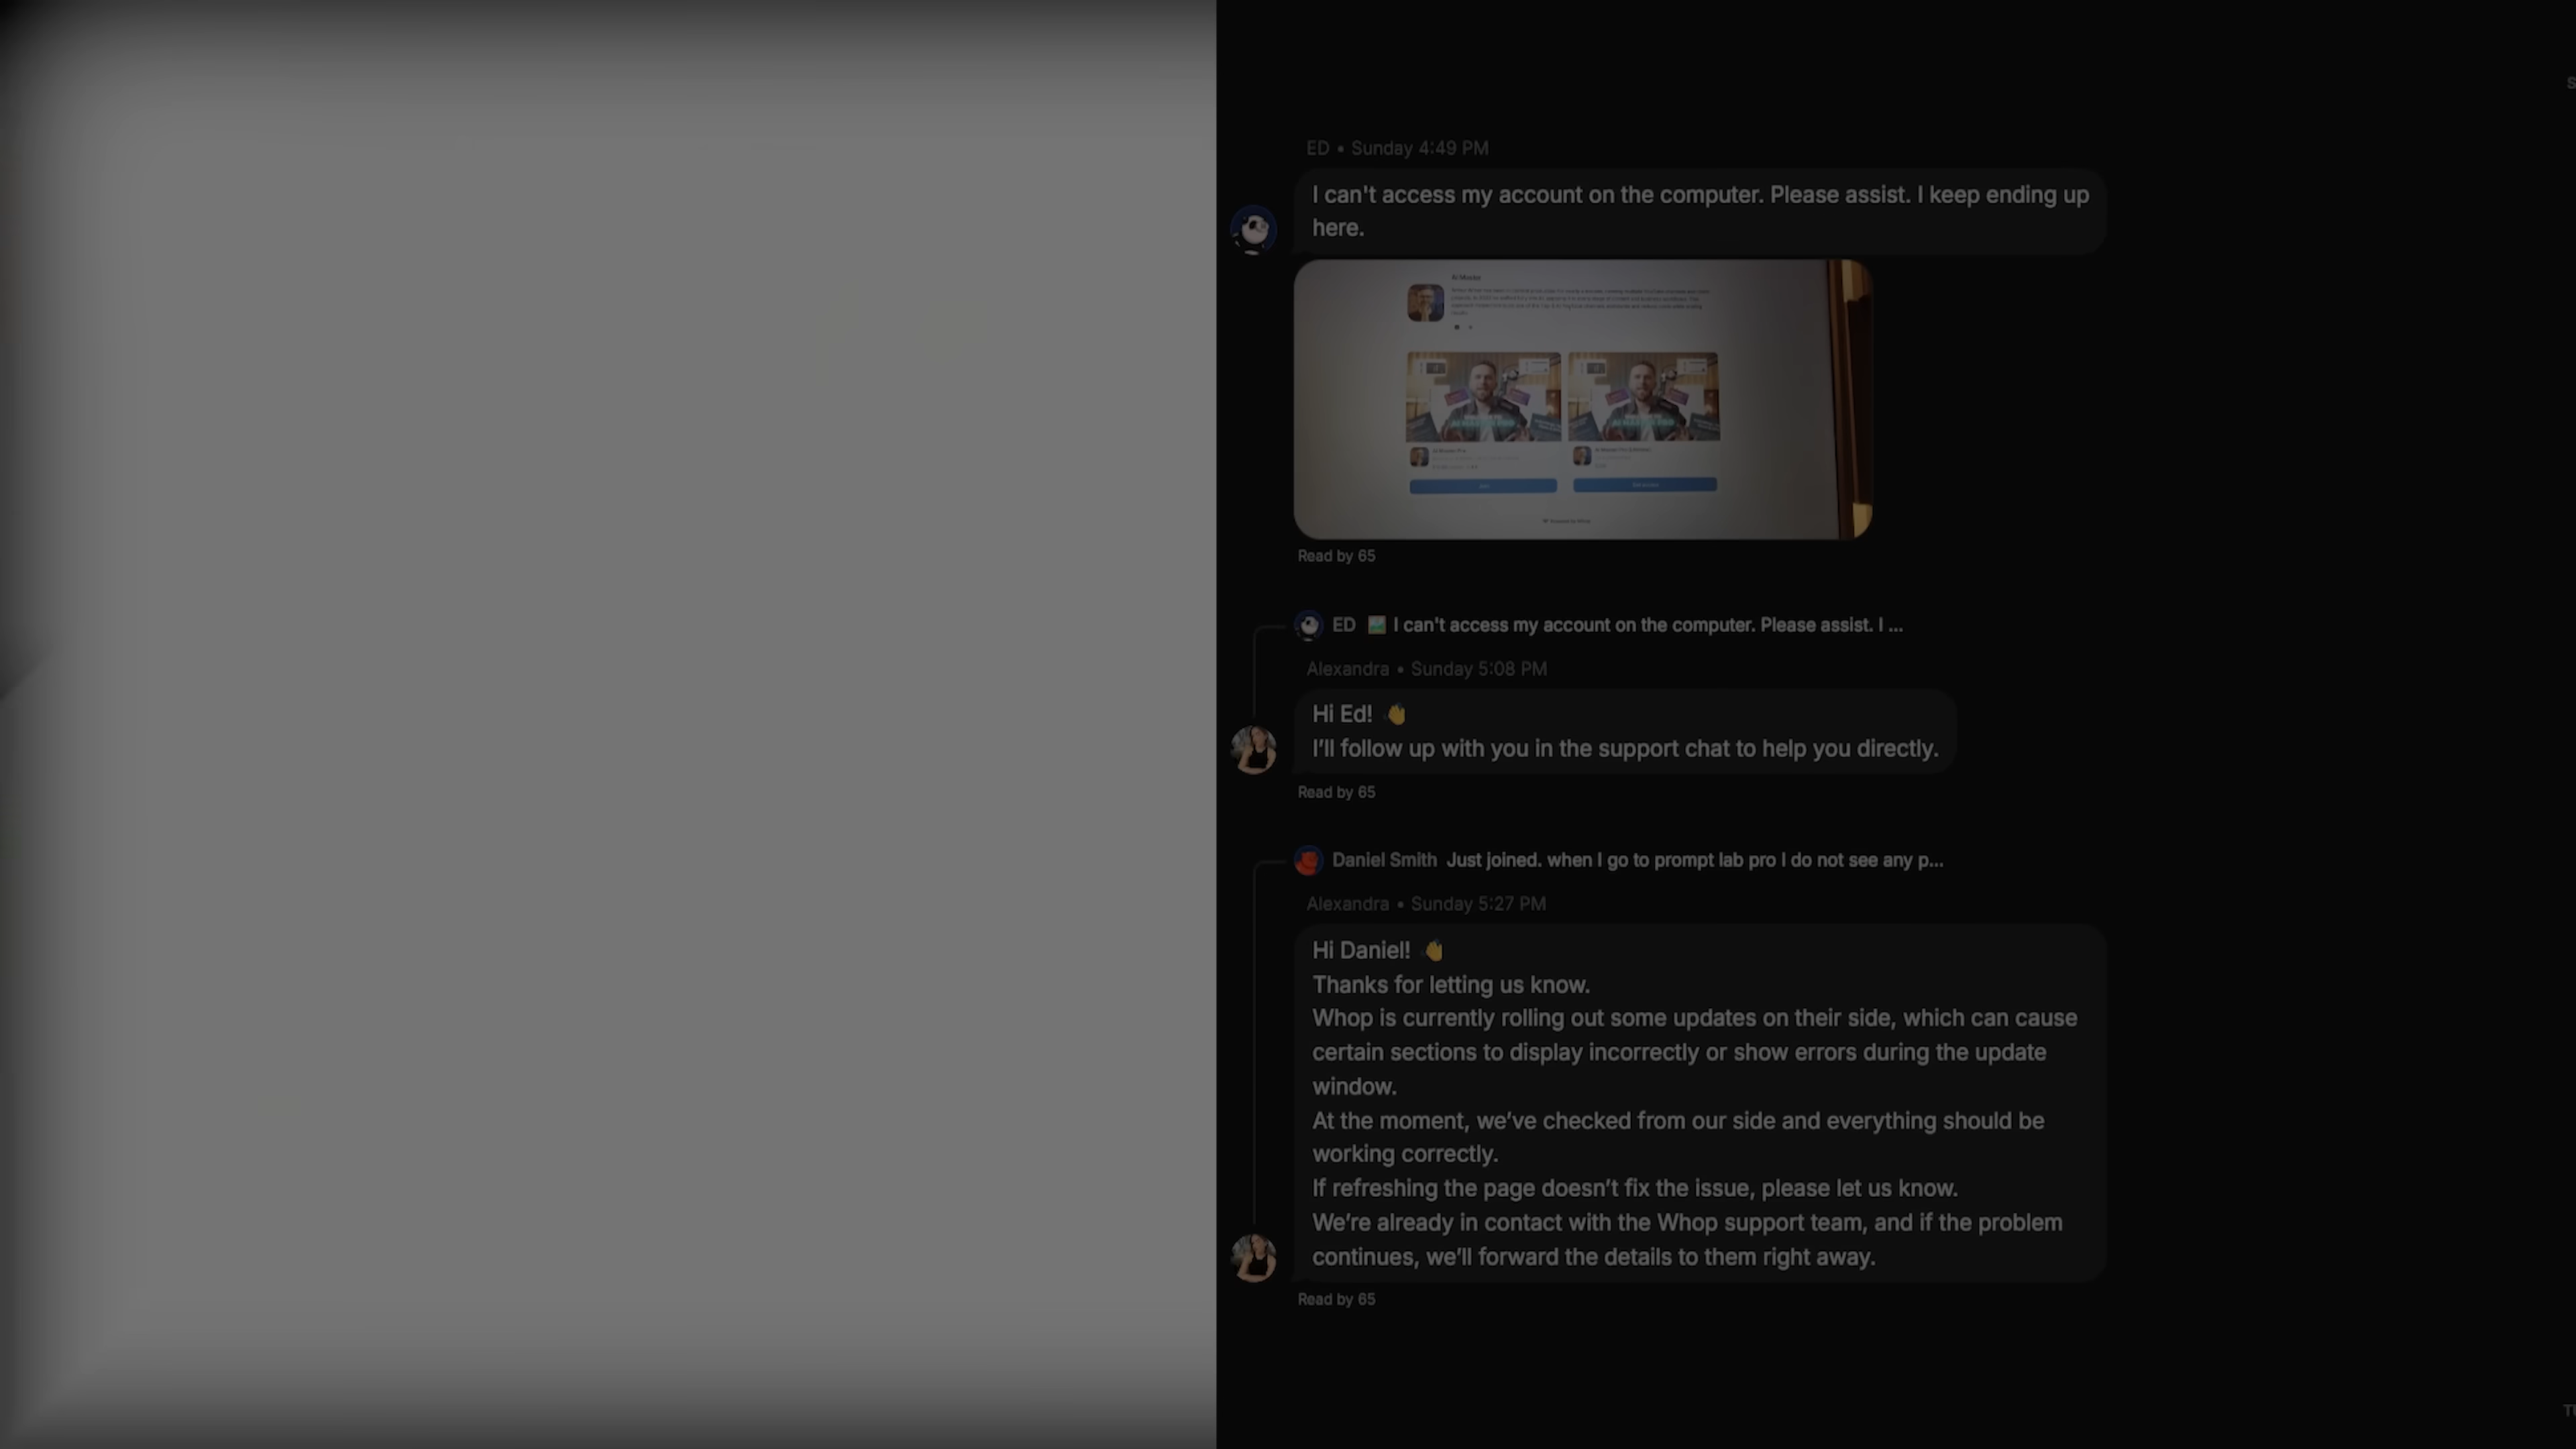 ED • Sunday 4:49 PM
I can't access my account on the computer. Please assist. I keep ending up
here.
AI Master
Read by 65
ED I can't access my account on the computer. Please assist. I ...
Alexandra • Sunday 5:08 PM
Hi Ed! 👋
I'll follow up with you in the support chat to help you directly.
Read by 65
Daniel Smith Just joined. when I go to prompt lab pro I do not see any p...
Alexandra • Sunday 5:27 PM
Hi Daniel! 👋
Thanks for letting us know.
Whop is currently rolling out some updates on their side, which can cause
certain sections to display incorrectly or show errors during the update
window.
At the moment, we've checked from our side and everything should be
working correctly.
If refreshing the page doesn't fix the issue, please let us know.
We're already in contact with the Whop support team, and if the problem
continues, we'll forward the details to them right away.
Read by 65